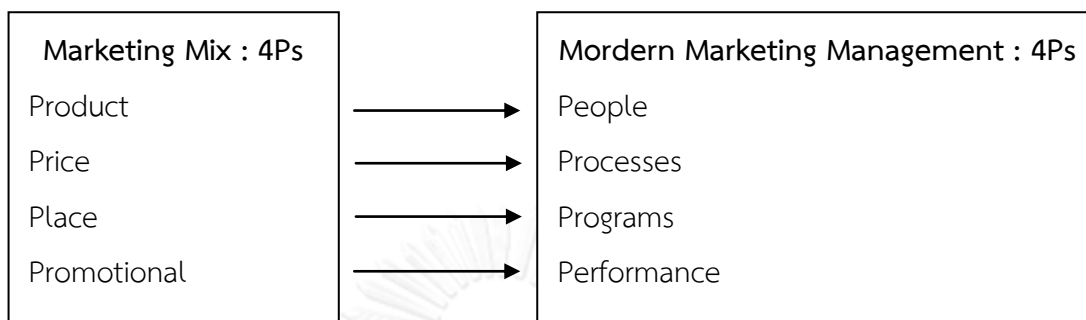 Marketing Mix : 4Ps
Product
Price
Place
Promotional
Mordern Marketing Management : 4Ps
People
Processes
Programs
Performance